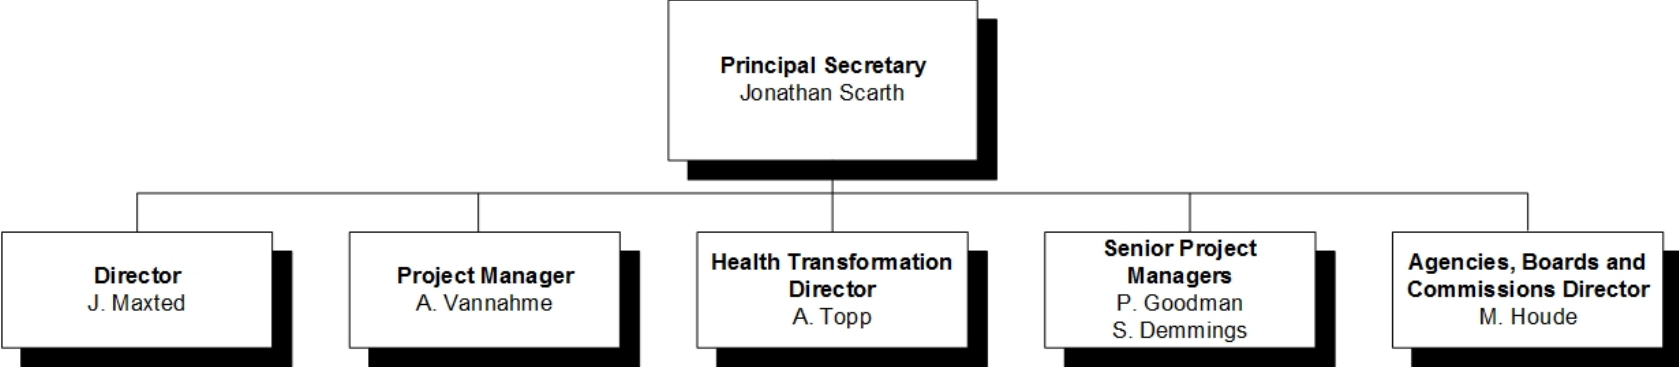 Principal Secretary
Jonathan Scarth
Director
J. Maxted
Project Manager
A. Vannahme
Health Transformation
Director
A. Topp
Senior Project
Managers
P. Goodman
S. Demmings
Agencies, Boards and
Commissions Director
M. Houde